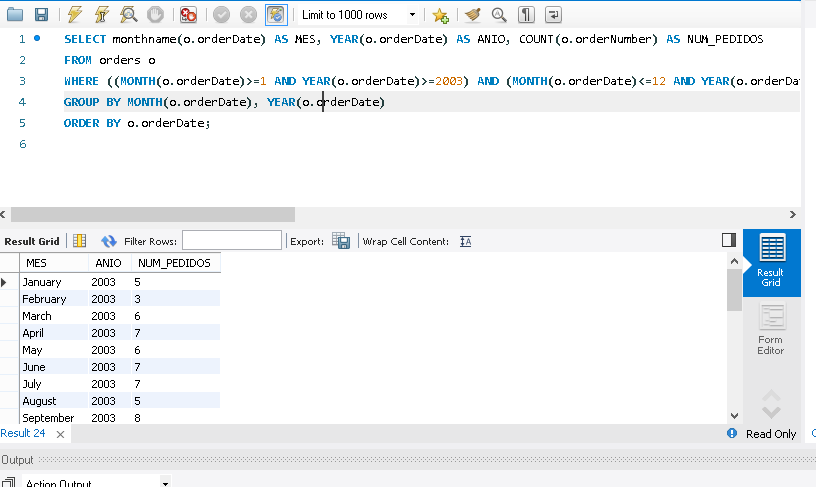 Limit to 1000 rows
1 SELECT monthname(o.orderDate) AS MES, YEAR(o.orderDate) AS ANIO, COUNT(o.orderNumber) AS NUM_PEDIDOS
2 FROM orders o
3 WHERE ((MONTH(o.orderDate)>=1 AND YEAR(o.orderDate)>=2003) AND (MONTH(o.orderDate)<=12 AND YEAR(o.orderDat
4 GROUP BY MONTH(o.orderDate), YEAR(o.orderDate)
5 ORDER BY o.orderDate;
6
Result Grid Filter Rows: Export: Wrap Cell Content:
MES ANIO NUM_PEDIDOS
January 2003 5
February 2003 3
March 2003 6
April 2003 7
May 2003 6
June 2003 7
July 2003 7
August 2003 5
September 2003 8
Result
Grid
Form
Editor
Result 24
Read Only
Output
Action Output